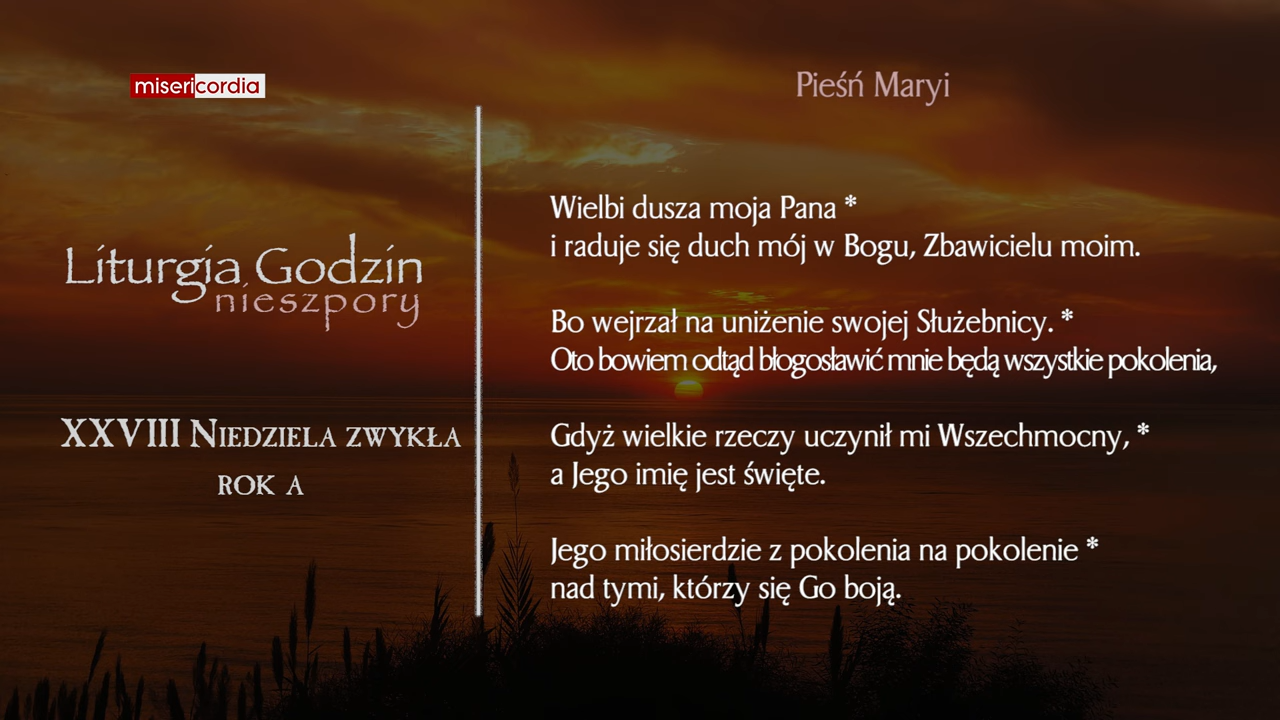 misericordia
Liturgia Godzin
nieszpory
XXVIII Niedziela zwykła
rok A
Pieśń Maryi
Wielbi dusza moja Pana *
i raduje się duch mój w Bogu, Zbawicielu moim.
Bo wejrzał na uniżenie swojej Służebnicy. *
Oto bowiem odtąd błogosławić mnie będą wszystkie pokolenia,
Gdyż wielkie rzeczy uczynił mi Wszechmocny, *
a Jego imię jest święte.
Jego miłosierdzie z pokolenia na pokolenie *
nad tymi, którzy się Go boją.